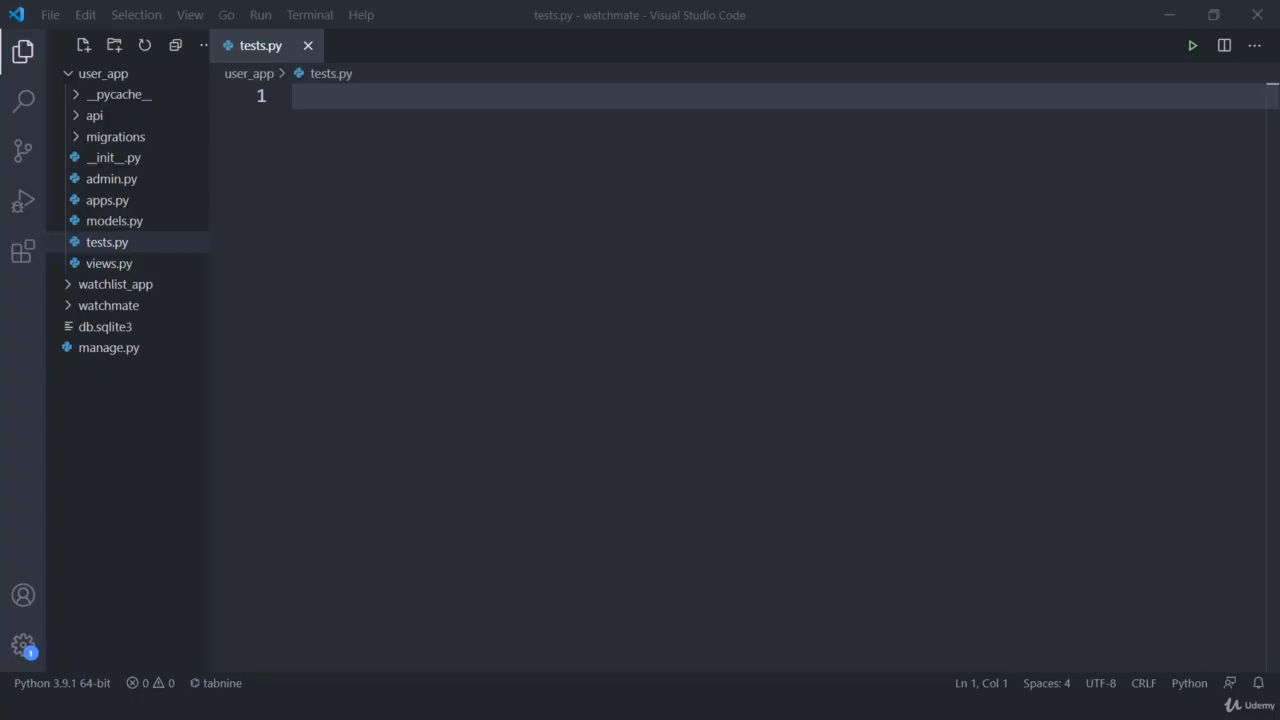 File Edit Selection View Go Run Terminal Help tests.py - watchmate - Visual Studio Code
tests.py
user_app
__pycache__
api
migrations
__init__.py
admin.py
apps.py
models.py
tests.py
views.py
watchlist_app
watchmate
db.sqlite3
manage.py
user_app tests.py
1
1
Python 3.9.1 64-bit 0 0 tabnine Ln 1, Col 1 Spaces: 4 UTF-8 CRLF Python
Udemy